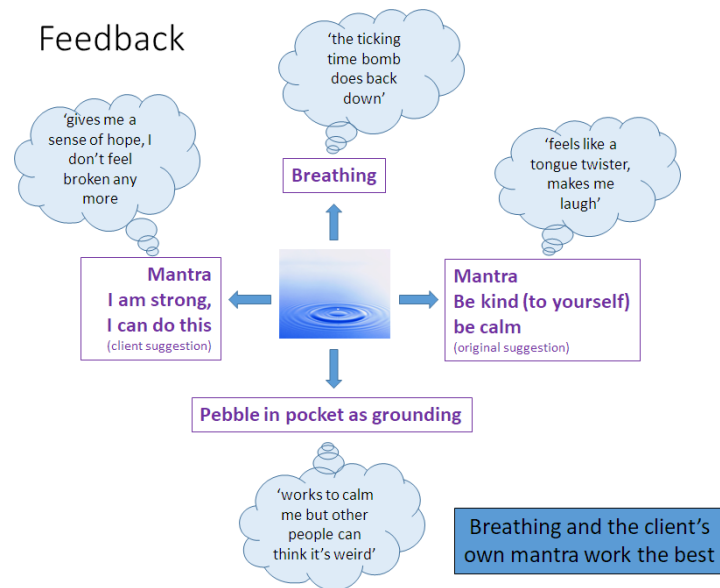 Feedback
‘the ticking
time bomb
does back
down’
‘gives me a
sense of hope, I
don’t feel
broken any
more
‘feels like a
tongue twister,
makes me
laugh’
Breathing
Mantra
I am strong,
I can do this
(client suggestion)
Mantra
Be kind (to yourself)
be calm
(original suggestion)
Pebble in pocket as grounding
‘works to calm
me but other
people can
think it’s weird’
Breathing and the client’s
own mantra work the best